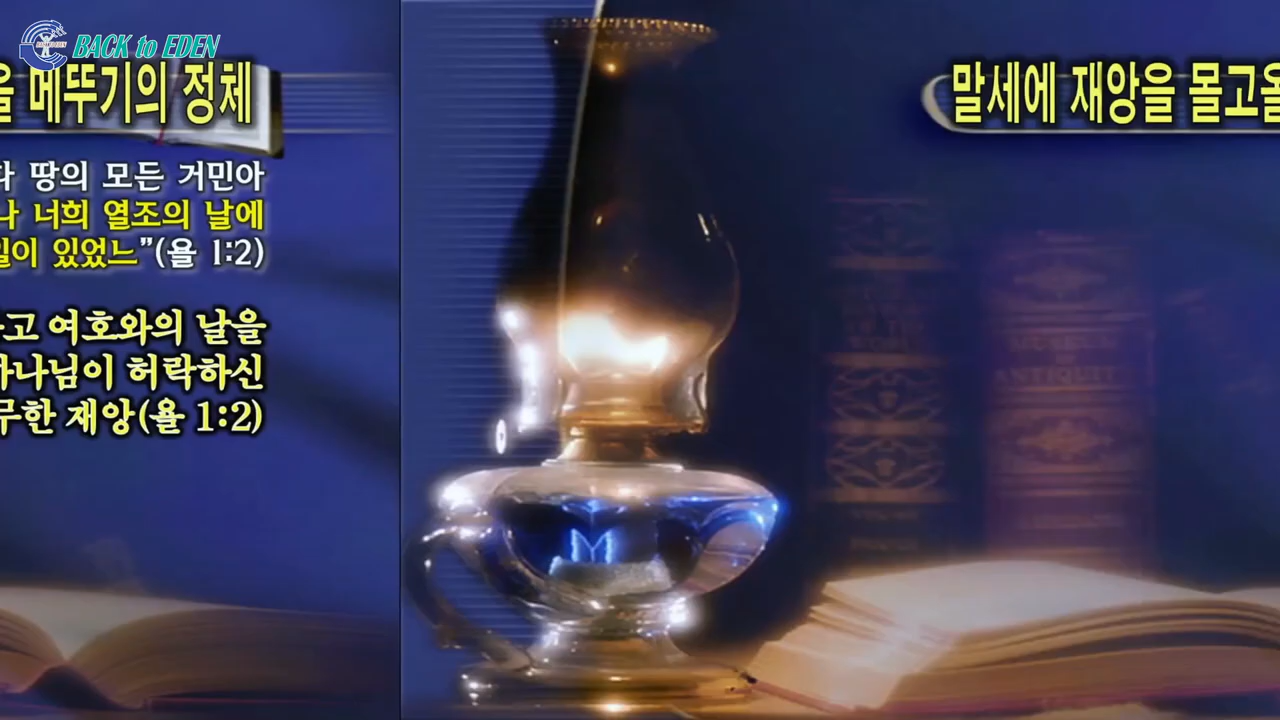 BACK to EDEN
을 메뚜기의 정체
땅의 모든 거민아
너희 열조의 날에
일이 있었느”(욜 1:2)
고 여호와의 날을
하나님이 허락하신
무한 재앙(욜 1:2)
말세에 재앙을 몰고올
ANTIQUIT